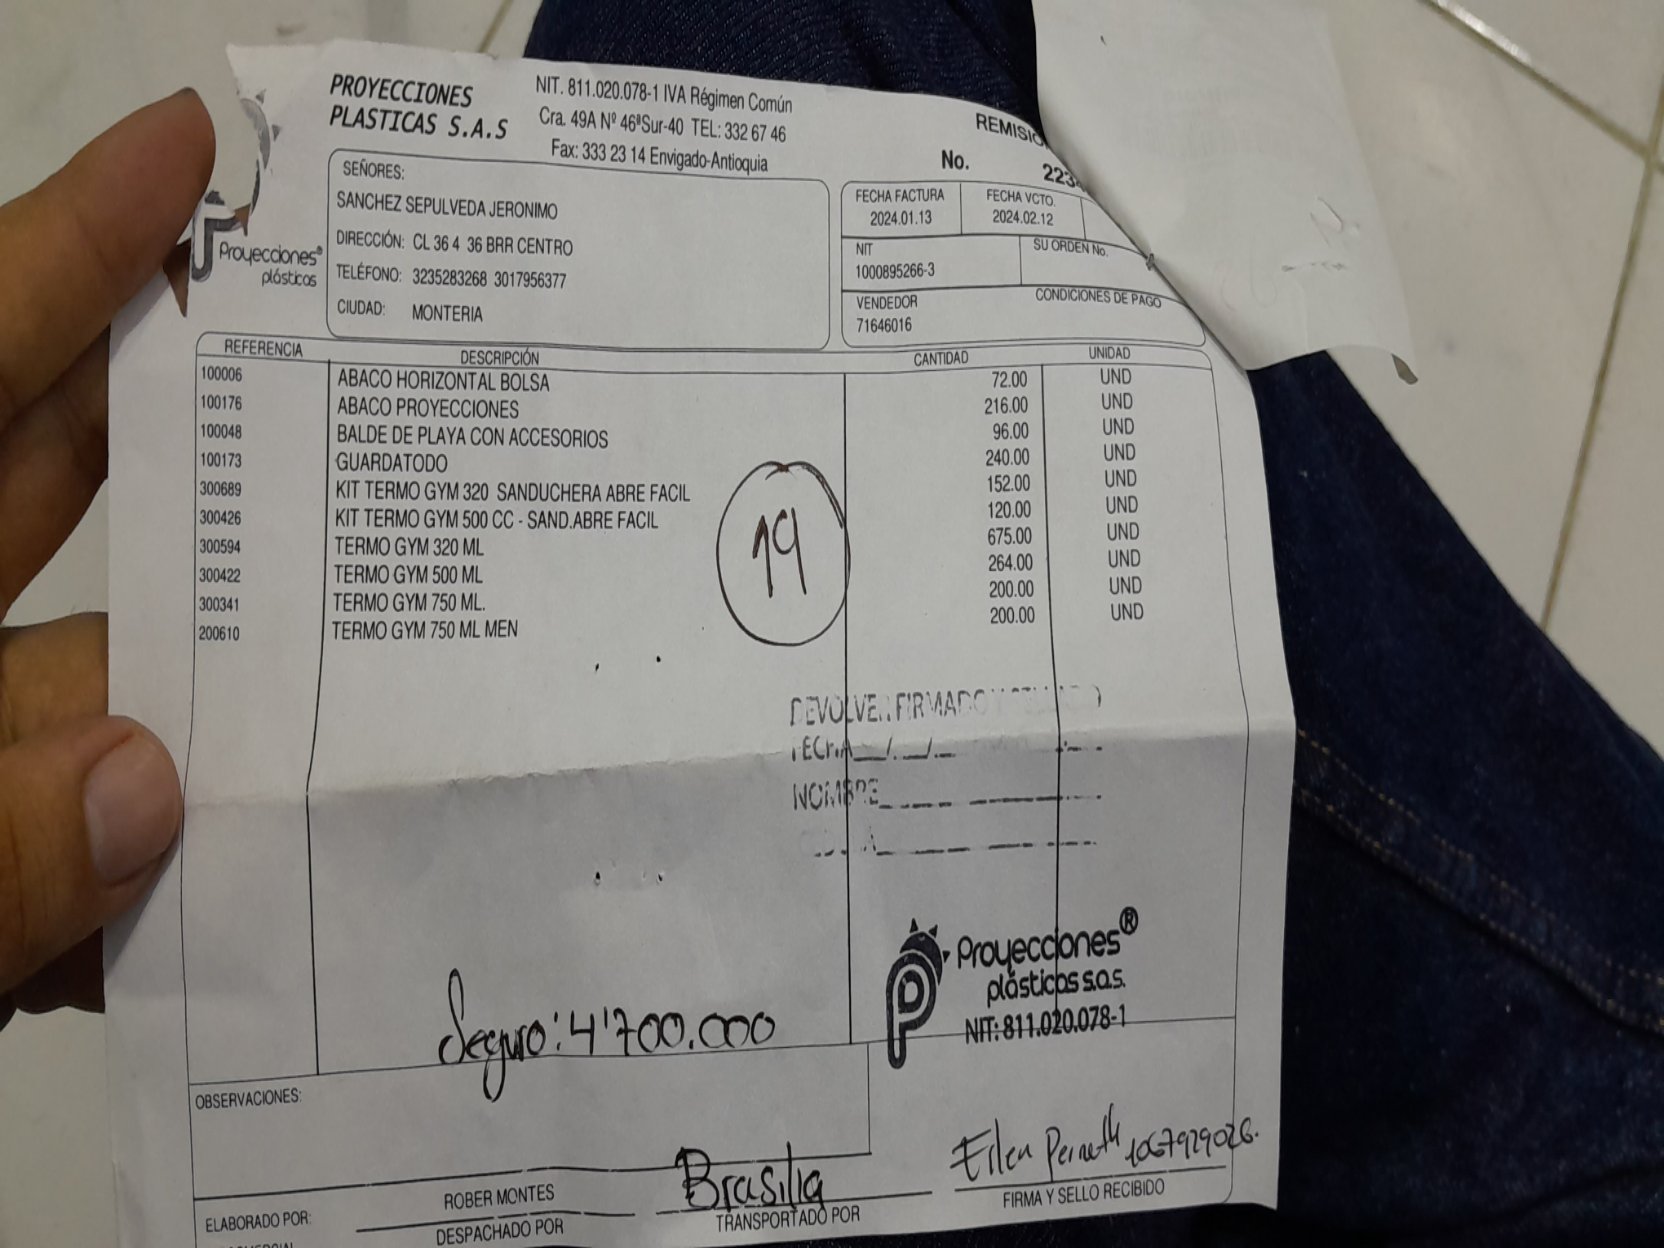 PROYECCIONES
PLASTICAS S.A.S
NIT. 811.020.078-1 IVA Régimen Común
Cra. 49A Nº 46ªSur-40 TEL: 332 67 46
Fax: 333 23 14 Envigado-Antioquia
No.
Proyecciones®
plásticas
SEÑORES:
SANCHEZ SEPULVEDA JERONIMO
DIRECCIÓN: CL 36 4 36 BRR CENTRO
TELÉFONO: 3235283268 3017956377
CIUDAD: MONTERIA
FECHA FACTURA FECHA VCTO.
2024.01.13 2024.02.12
NIT SU ORDEN No.
1000895266-3
VENDEDOR CONDICIONES DE PAGO
71646016
REFERENCIA DESCRIPCIÓN CANTIDAD UNIDAD
100006 ABACO HORIZONTAL BOLSA 72.00 UND
100176 ABACO PROYECCIONES 216.00 UND
100048 BALDE DE PLAYA CON ACCESORIOS 96.00 UND
100173 GUARDATODO 240.00 UND
300689 KIT TERMO GYM 320 SANDUCHERA ABRE FACIL 152.00 UND
300426 KIT TERMO GYM 500 CC - SAND.ABRE FACIL 120.00 UND
300594 TERMO GYM 320 ML 675.00 UND
300422 TERMO GYM 500 ML 264.00 UND
300341 TERMO GYM 750 ML. 200.00 UND
200610 TERMO GYM 750 ML MEN 200.00 UND
19
FIRMADO
FECHA
NOMBRE
Proyecciones®
plásticas s.a.s.
NIT: 811.020.078-1
Seguro: 4'700.000
OBSERVACIONES:
Brasilia
Eilen 1067929026.
ROBER MONTES
ELABORADO POR: DESPACHADO POR TRANSPORTADO POR FIRMA Y SELLO RECIBIDO